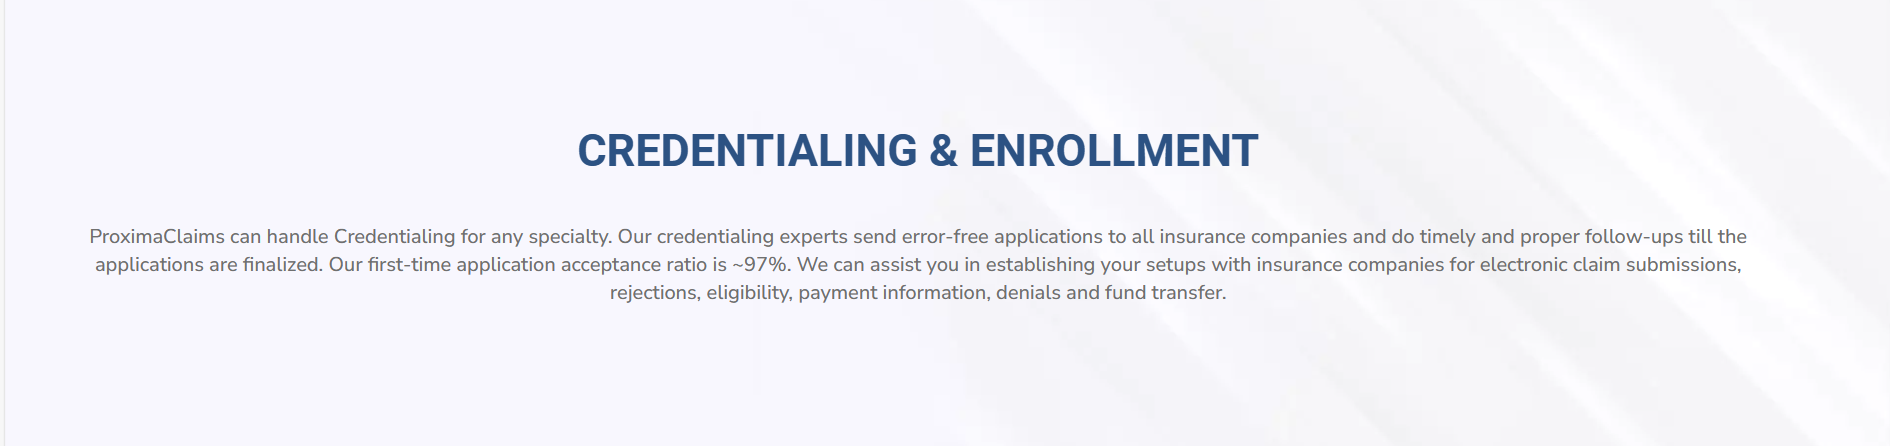 CREDENTIALING & ENROLLMENT
ProximaClaims can handle Credentialing for any specialty. Our credentialing experts send error-free applications to all insurance companies and do timely and proper follow-ups till the
applications are finalized. Our first-time application acceptance ratio is ~97%. We can assist you in establishing your setups with insurance companies for electronic claim submissions,
rejections, eligibility, payment information, denials and fund transfer.